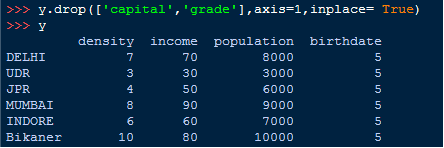 >>> y.drop(['capital','grade'],axis=1,inplace= True)
>>> y
density income population birthdate
DELHI 7 70 8000 5
UDR 3 30 3000 5
JPR 4 50 6000 5
MUMBAI 8 90 9000 5
INDORE 6 60 7000 5
Bikaner 10 80 10000 5